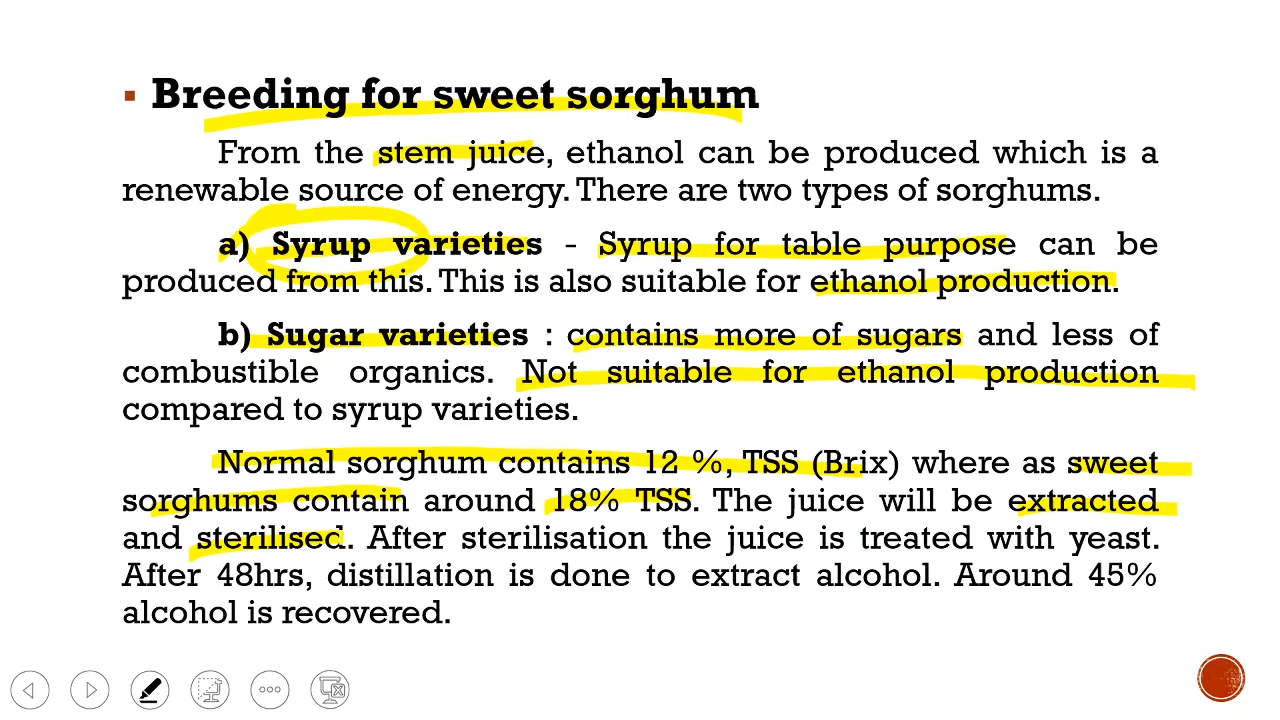 ▪ Breeding for sweet sorghum
From the stem juice, ethanol can be produced which is a
renewable source of energy. There are two types of sorghums.
a) Syrup varieties - Syrup for table purpose can be
produced from this. This is also suitable for ethanol production.
b) Sugar varieties : contains more of sugars and less of
combustible organics. Not suitable for ethanol production
compared to syrup varieties.
Normal sorghum contains 12 %, TSS (Brix) where as sweet
sorghums contain around 18% TSS. The juice will be extracted
and sterilised. After sterilisation the juice is treated with yeast.
After 48hrs, distillation is done to extract alcohol. Around 45%
alcohol is recovered.